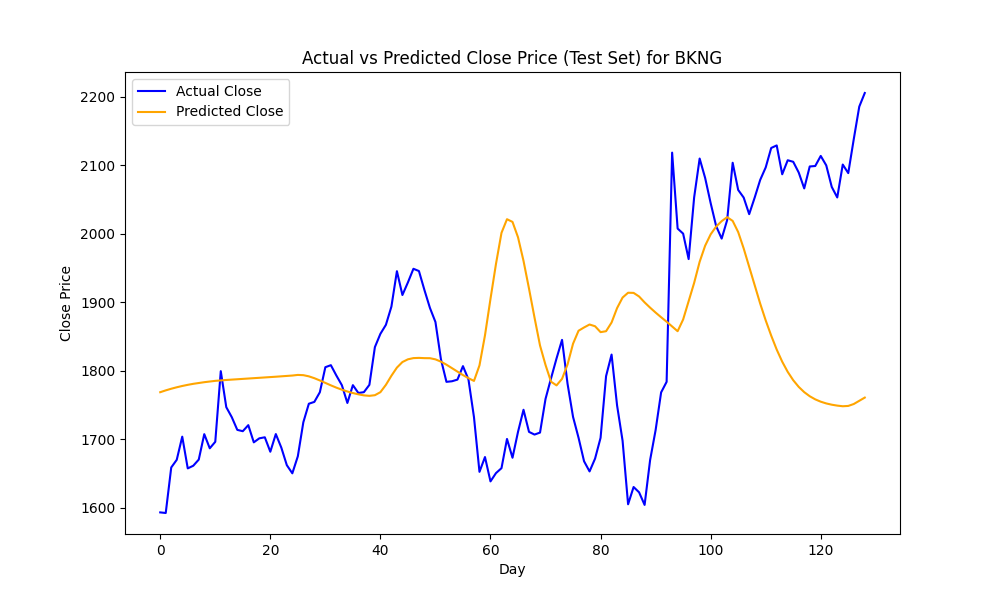 Actual vs Predicted Close Price (Test Set) for BKNG
Actual Close
Predicted Close
2200
2100
2000
1900
1800
1700
1600
Close Price
0 20 40 60 80 100 120
Day